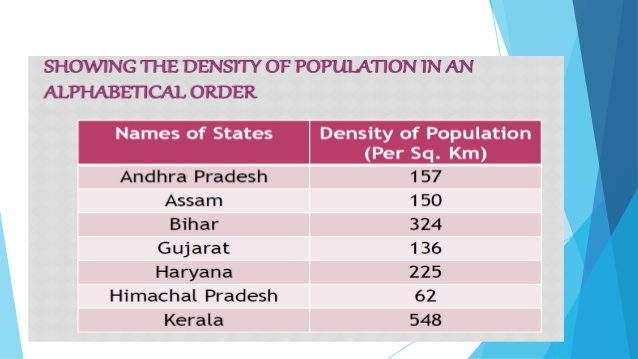 SHOWING THE DENSITY OF POPULATION IN AN
ALPHABETICAL ORDER
Names of States Density of Population
(Per Sq. Km)
Andhra Pradesh 157
Assam 150
Bihar 324
Gujarat 136
Haryana 225
Himachal Pradesh 62
Kerala 548